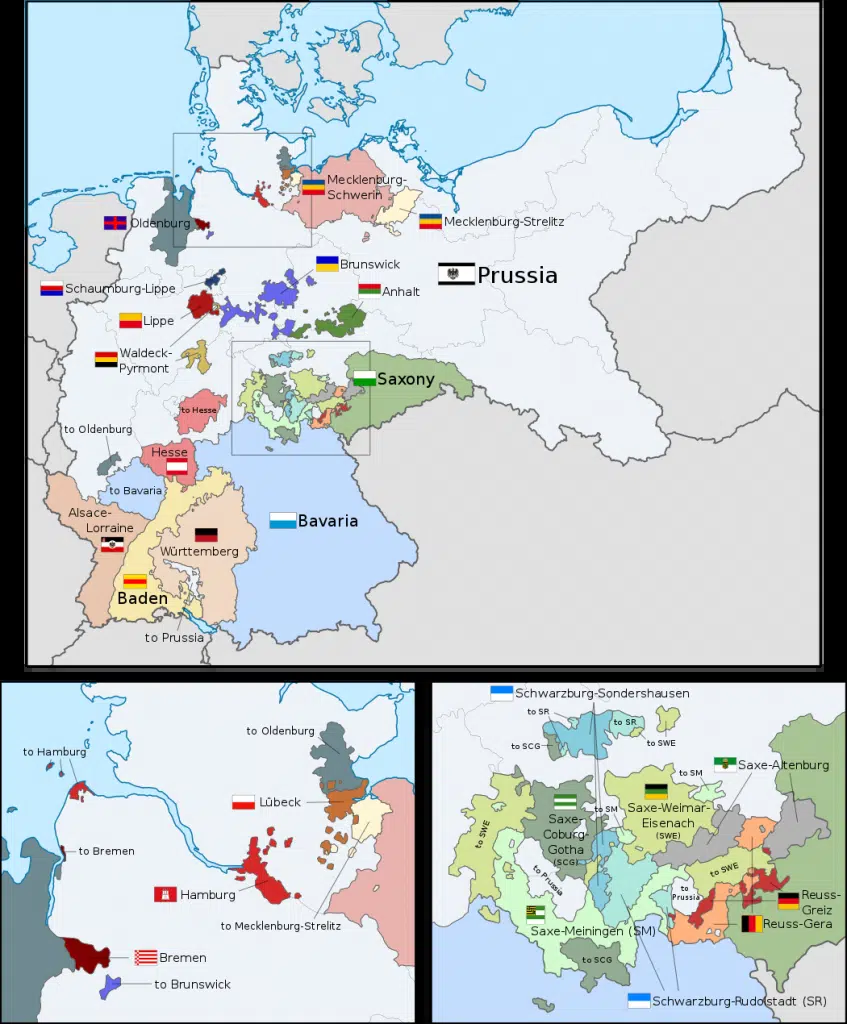 Mecklenburg-
Schwerin
Oldenburg
Mecklenburg-Strelitz
Brunswick
Prussia
Schaumburg-Lippe
Anhalt
Lippe
Waldeck-
Pyrmont
Saxony
to Hesse
to Oldenburg
Hesse
to Bavaria
Alsace-
Lorraine
Bavaria
Württemberg
Baden
to Prussia
to Hamburg
to Oldenburg
Lübeck
to Bremen
Hamburg
to Mecklenburg-Strelitz
Bremen
to Brunswick
Schwarzburg-Sondershausen
to SR
to SR
to SCG
to SWE
to SM
Saxe-Altenburg
to SM
Saxe-Weimar-
Eisenach
(SWE)
Saxe-
Coburg-
Gotha
(SCG)
to SWE
to SWE
to Prussia
to
Prussia
Reuss-
Greiz
Reuss-Gera
Saxe-Meiningen (SM)
to SCG
Schwarzburg-Rudolstadt (SR)